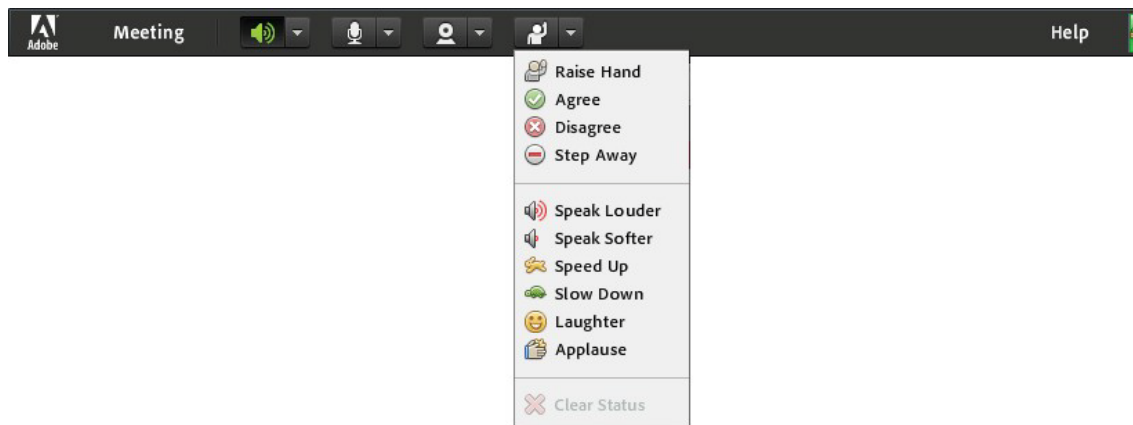 Adobe
Meeting
Help
Raise Hand
Agree
Disagree
Step Away
Speak Louder
Speak Softer
Speed Up
Slow Down
Laughter
Applause
Clear Status